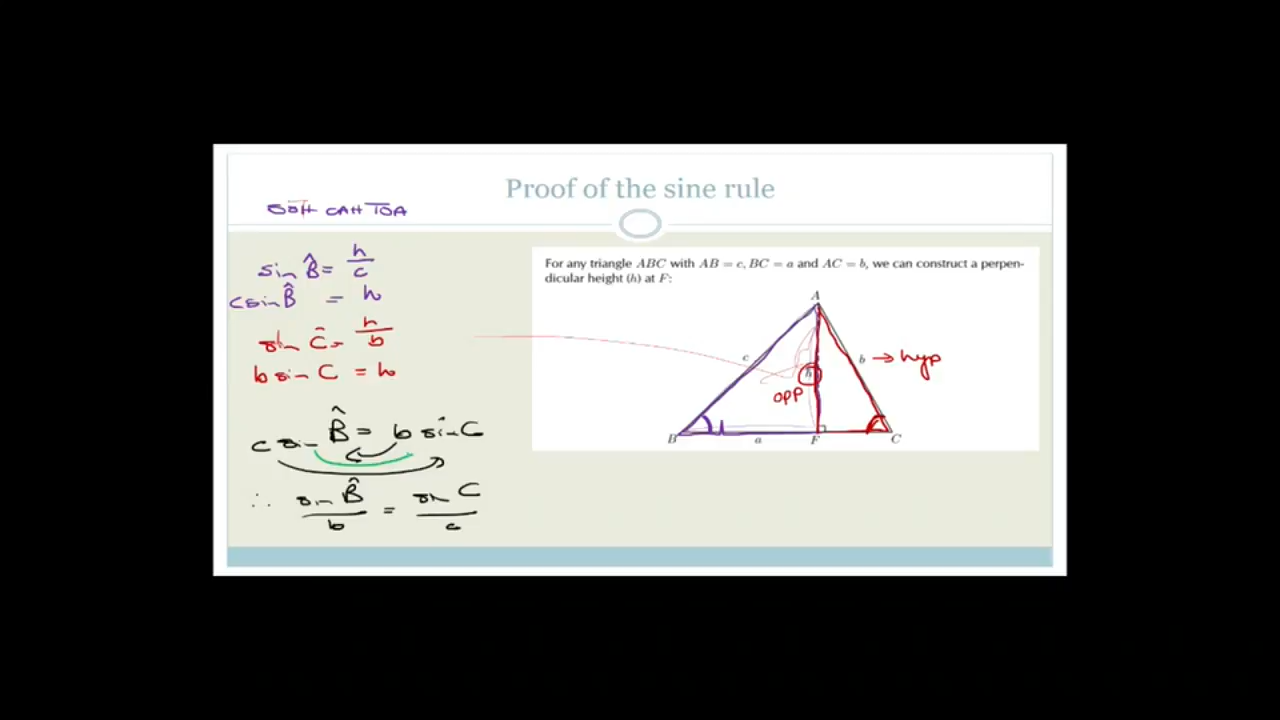 Proof of the sine rule
SOH CAH TOA
sin B̂ = h/c
c sin B̂ = h
sin Ĉ = h/b
b sin C = h
c sin B̂ = b sin C
∴ sin B̂/b = sin C/c
For any triangle ABC with AB = c, BC = a and AC = b, we can construct a perpen-
dicular height (h) at F:
A
c
h
b → hyp
opp
B
a
F
C